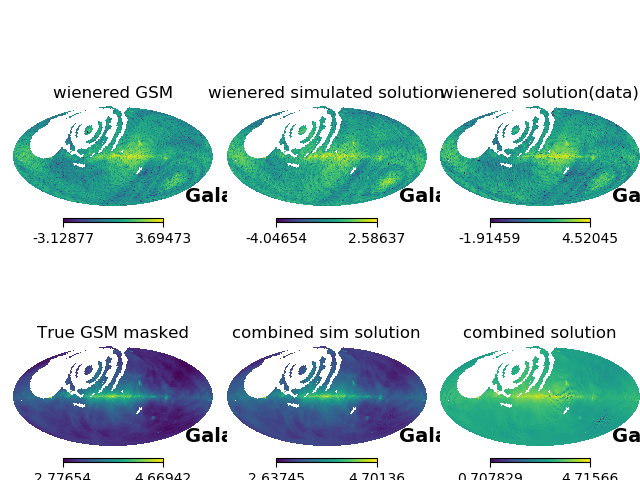 wienered GSM wienered simulated solution wienered solution(data)
Gala Gala Ga
-3.12877 3.69473 -4.04654 2.58637 -1.91459 4.52045
True GSM masked combined sim solution combined solution
Gala Gala Ga
2.77654 4.66942 2.63745 4.70136 0.707829 4.71566